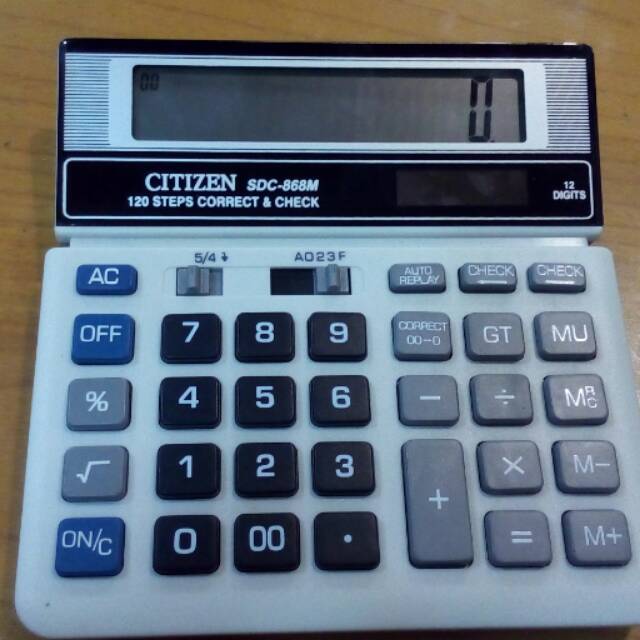 00 0.
CITIZEN SDC-868M
120 STEPS CORRECT & CHECK
12
DIGITS
5/4 A023F
AC AUTO REPLAY CHECK ← CHECK →
OFF 7 8 9 CORRECT 00→0 GT MU
% 4 5 6 − ÷ MRC
√ 1 2 3 + × M−
ON/C 0 00 . = M+